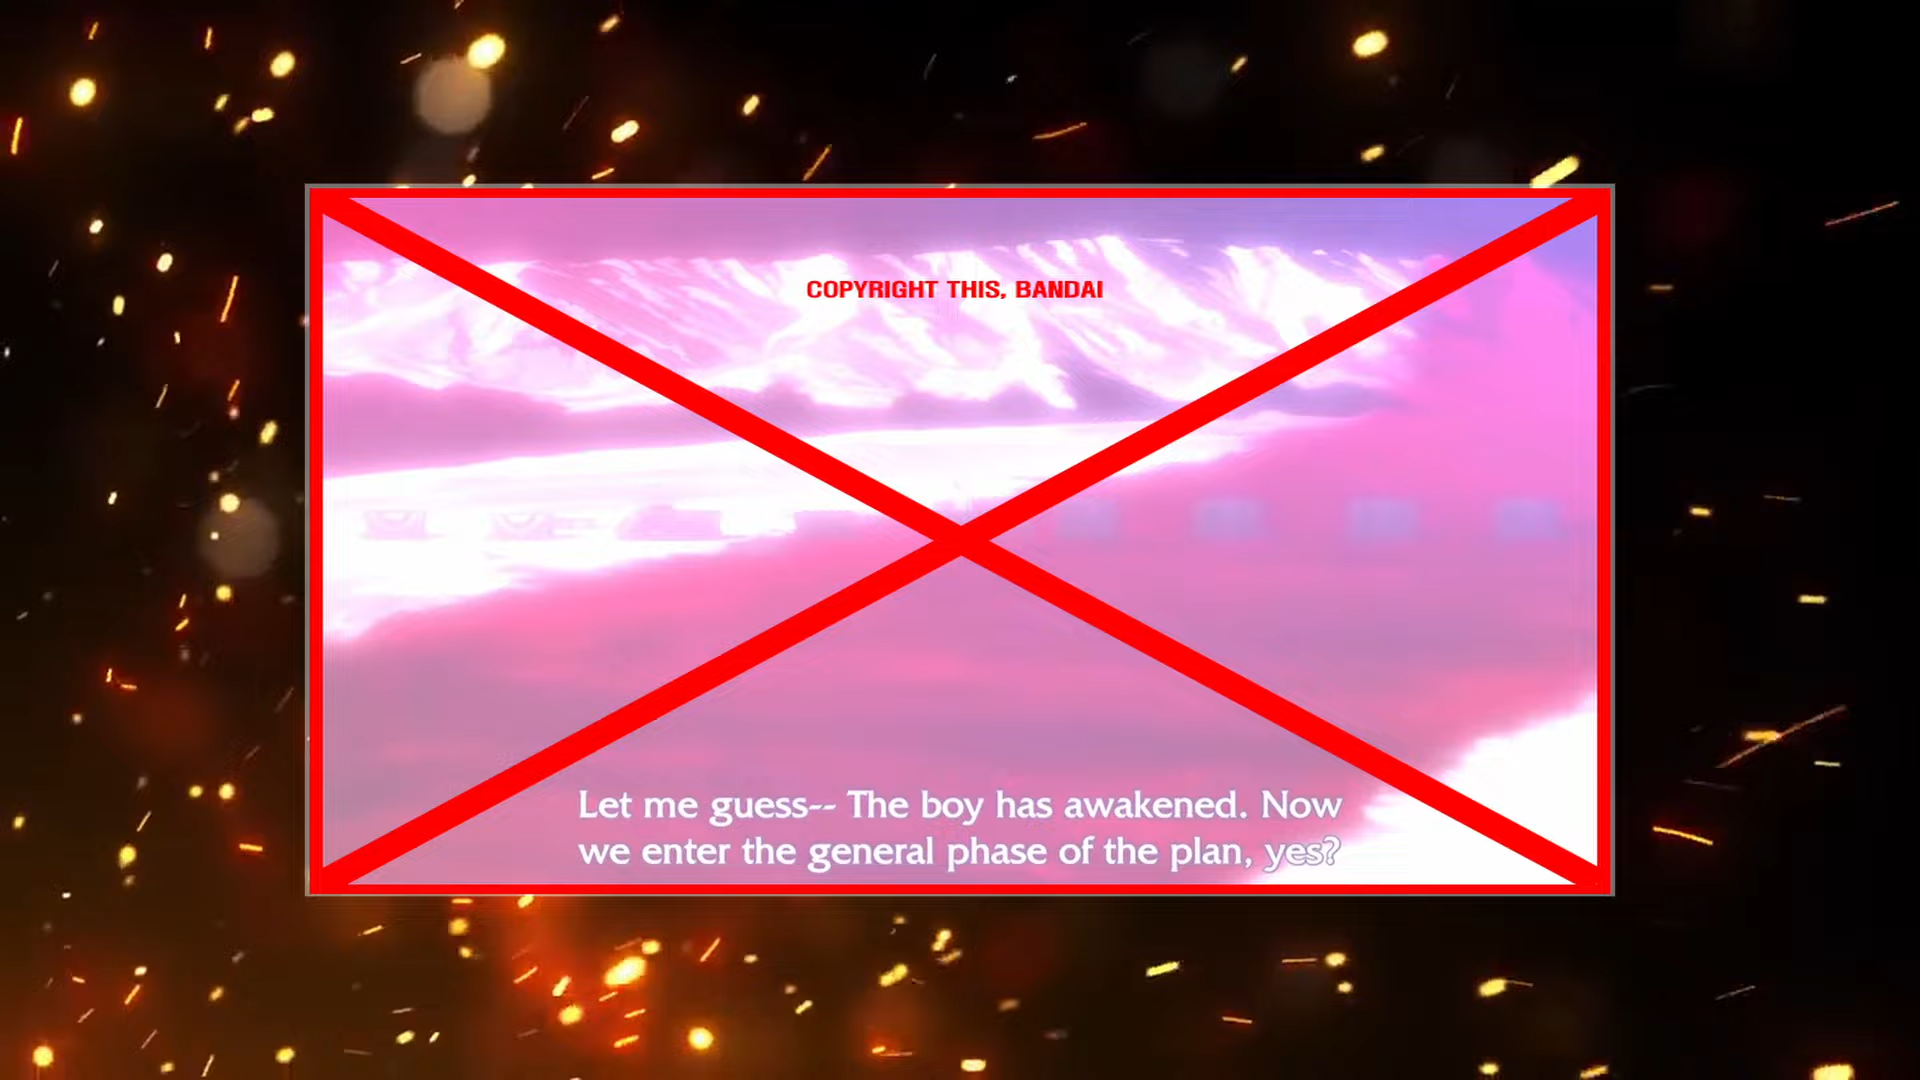 COPYRIGHT THIS, BANDAI
Let me guess-- The boy has awakened. Now
we enter the general phase of the plan, yes?